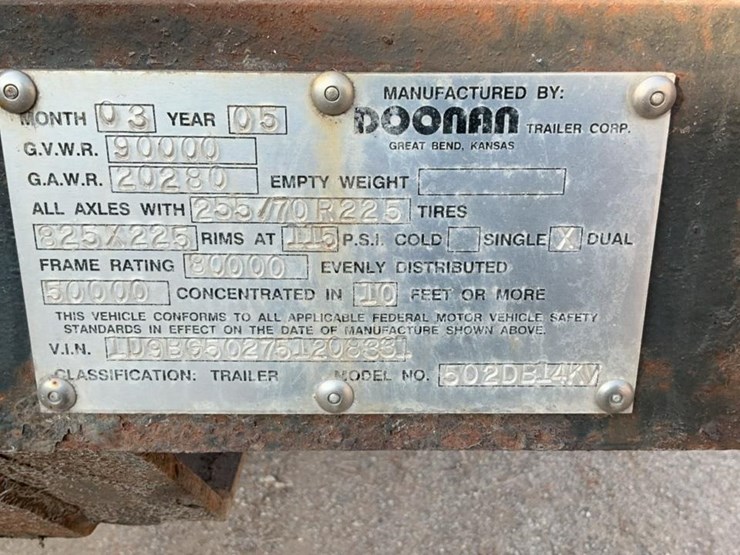 MANUFACTURED BY:
MONTH 03 YEAR 05 DOONAN TRAILER CORP.
GREAT BEND, KANSAS
G.V.W.R. 90000
G.A.W.R. 20280 EMPTY WEIGHT
ALL AXLES WITH 255/70R225 TIRES
825X225 RIMS AT 115 P.S.I. COLD SINGLE X DUAL
FRAME RATING 80000 EVENLY DISTRIBUTED
50000 CONCENTRATED IN 10 FEET OR MORE
THIS VEHICLE CONFORMS TO ALL APPLICABLE FEDERAL MOTOR VEHICLE SAFETY
STANDARDS IN EFFECT ON THE DATE OF MANUFACTURE SHOWN ABOVE.
V.I.N.
CLASSIFICATION: TRAILER MODEL NO.